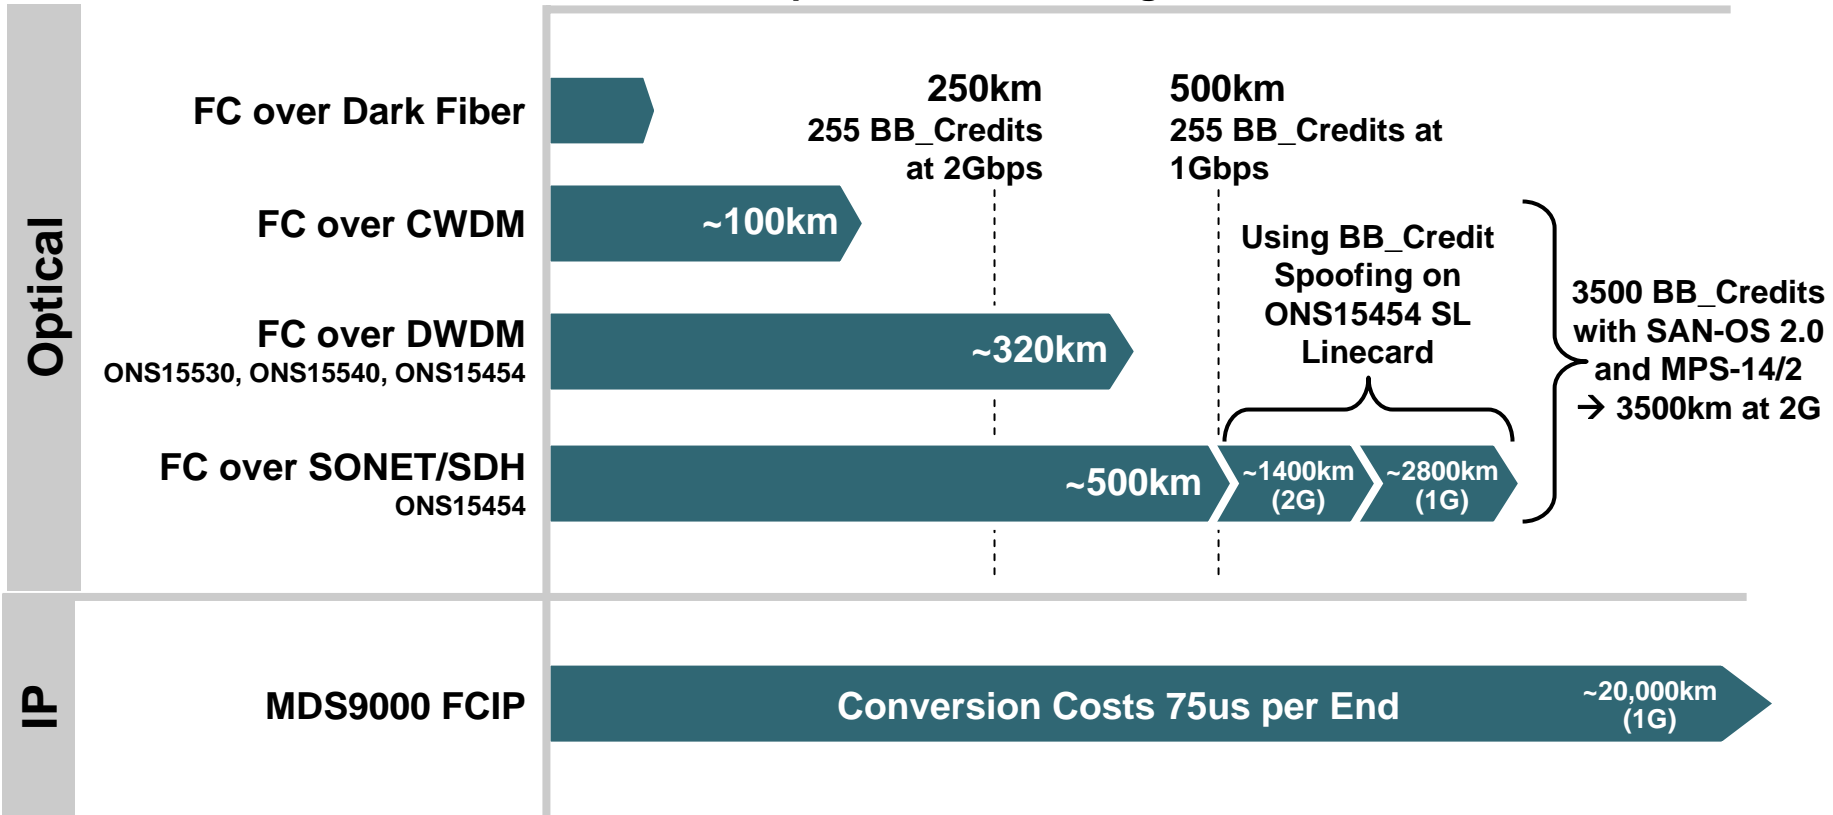 Optical
FC over Dark Fiber
250km
255 BB_Credits
at 2Gbps
500km
255 BB_Credits at
1Gbps
FC over CWDM
~100km
Using BB_Credit
Spoofing on
ONS15454 SL
Linecard
3500 BB_Credits
with SAN-OS 2.0
and MPS-14/2
→ 3500km at 2G
FC over DWDM
ONS15530, ONS15540, ONS15454
~320km
FC over SONET/SDH
ONS15454
~500km
~1400km
(2G)
~2800km
(1G)
IP
MDS9000 FCIP
Conversion Costs 75us per End
~20,000km
(1G)